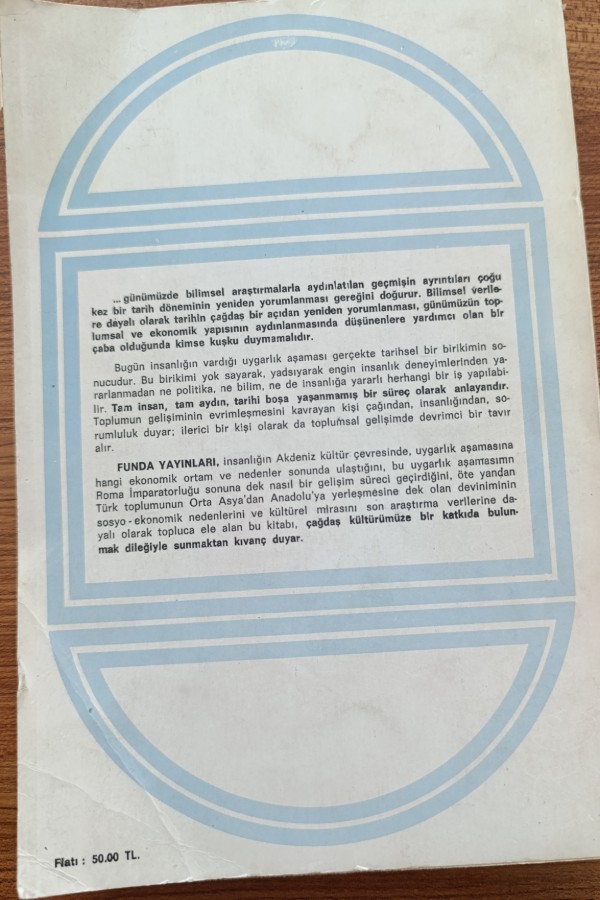 ... günümüzde bilimsel araştırmalarla aydınlatılan geçmişin ayrıntıları çoğu
kez bir tarih döneminin yeniden yorumlanması gereğini doğurur. Bilimsel verile-
re dayalı olarak tarihin çağdaş bir açıdan yeniden yorumlanması, günümüzün top-
lumsal ve ekonomik yapısının aydınlanmasında düşünenlere yardımcı olan bir
çaba olduğunda kimse kuşku duymamalıdır.
Bugün insanlığın vardığı uygarlık aşaması gerçekte tarihsel bir birikimin so-
nucudur. Bu birikimi yok sayarak, yadsıyarak engin insanlık deneyimlerinden ya-
rarlanmadan ne politika, ne bilim, ne de insanlığa yararlı herhangi bir iş yapılabi-
lir. Tam insan, tam aydın, tarihi boşa yaşanmamış bir süreç olarak anlayandır.
Toplumun gelişiminin evrimleşmesini kavrayan kişi çağından, insanlığından, so-
rumluluk duyar; ilerici bir kişi olarak da toplumsal gelişimde devrimci bir tavır
alır.
FUNDA YAYINLARI, insanlığın Akdeniz kültür çevresinde, uygarlık aşamasına
hangi ekonomik ortam ve nedenler sonunda ulaştığını, bu uygarlık aşamasımn
Roma İmparatorluğu sonuna dek nasıl bir gelişim süreci geçirdiğini, öte yandan
Türk toplumunun Orta Asya'dan Anadolu'ya yerleşmesine dek olan deviniminin
sosyo-ekonomik nedenlerini ve kültürel mirasını son araştırma verilerine da-
yalı olarak topluca ele alan bu kitabı, çağdaş kültürümüze bir katkıda bulun-
mak dileğiyle sunmaktan kıvanç duyar.
Fiatı : 50.00 TL.